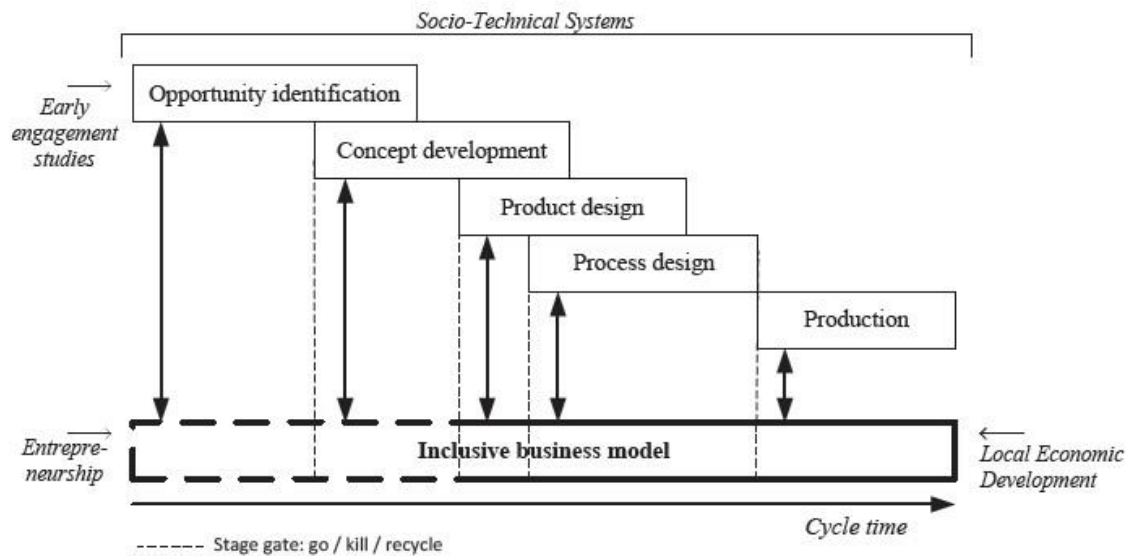 Socio-Technical Systems
Opportunity identification
Early
engagement
studies
Concept development
Product design
Process design
Production
Entrepre-
neurship
Inclusive business model
Local Economic
Development
Cycle time
Stage gate: go / kill / recycle